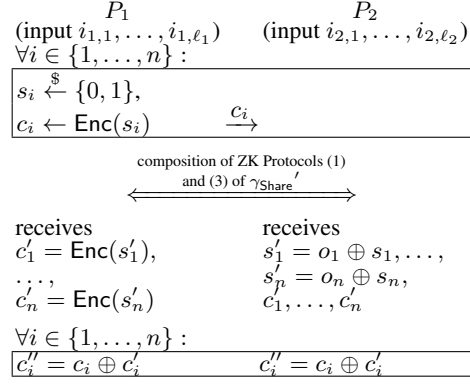 P₁ P₂
(input i₁,₁, . . . , i₁,ℓ₁) (input i₂,₁, . . . , i₂,ℓ₂)
∀i ∈ {1, . . . , n} :
sᵢ ←$ {0, 1},
cᵢ ← Enc(sᵢ) cᵢ →
composition of ZK Protocols (1)
and (3) of γ_Share′
receives receives
c′₁ = Enc(s′₁), s′₁ = o₁ ⊕ s₁, . . . ,
. . . , s′ₙ = oₙ ⊕ sₙ,
c′ₙ = Enc(s′ₙ) c′₁, . . . , c′ₙ
∀i ∈ {1, . . . , n} :
c″ᵢ = cᵢ ⊕ c′ᵢ c″ᵢ = cᵢ ⊕ c′ᵢ